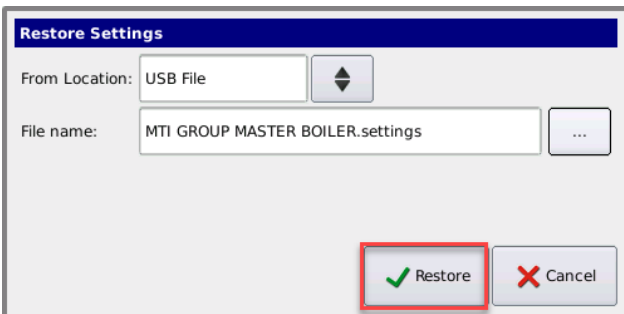 Restore Settings
From Location: USB File
File name: MTI GROUP MASTER BOILER.settings ...
Restore Cancel